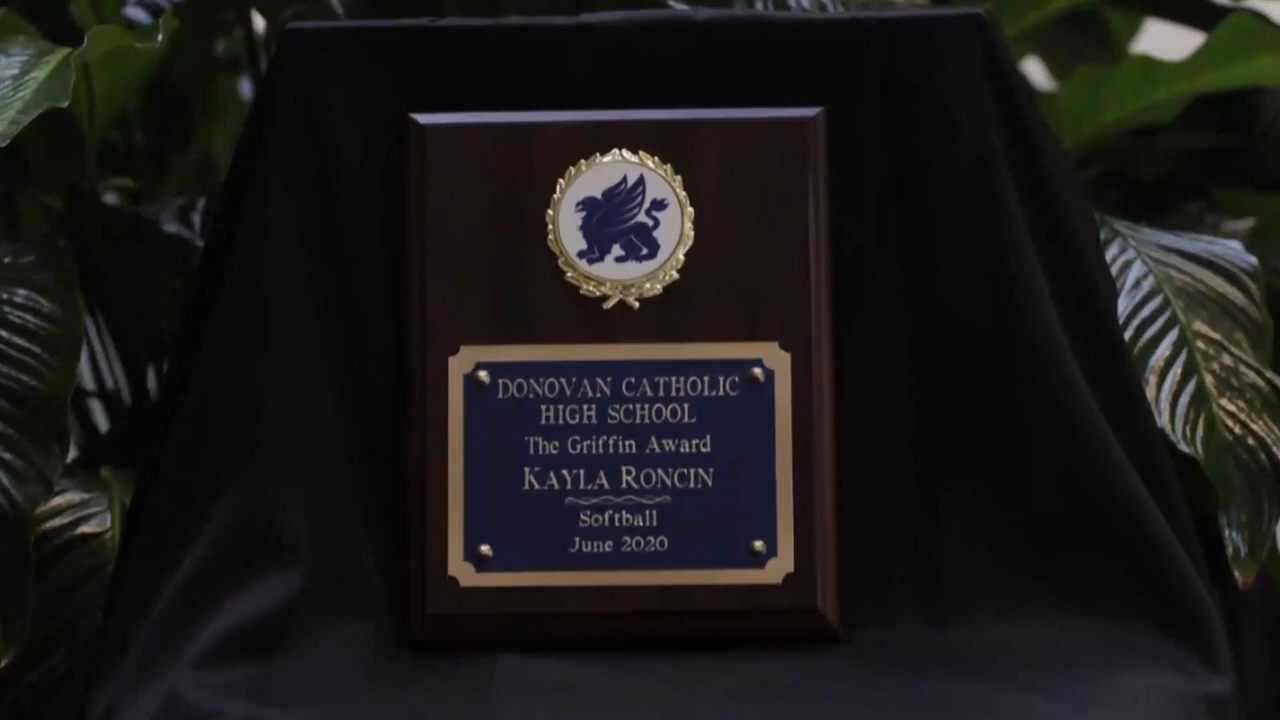 DONOVAN CATHOLIC
HIGH SCHOOL
The Griffin Award
KAYLA RONCIN
Softball
June 2020